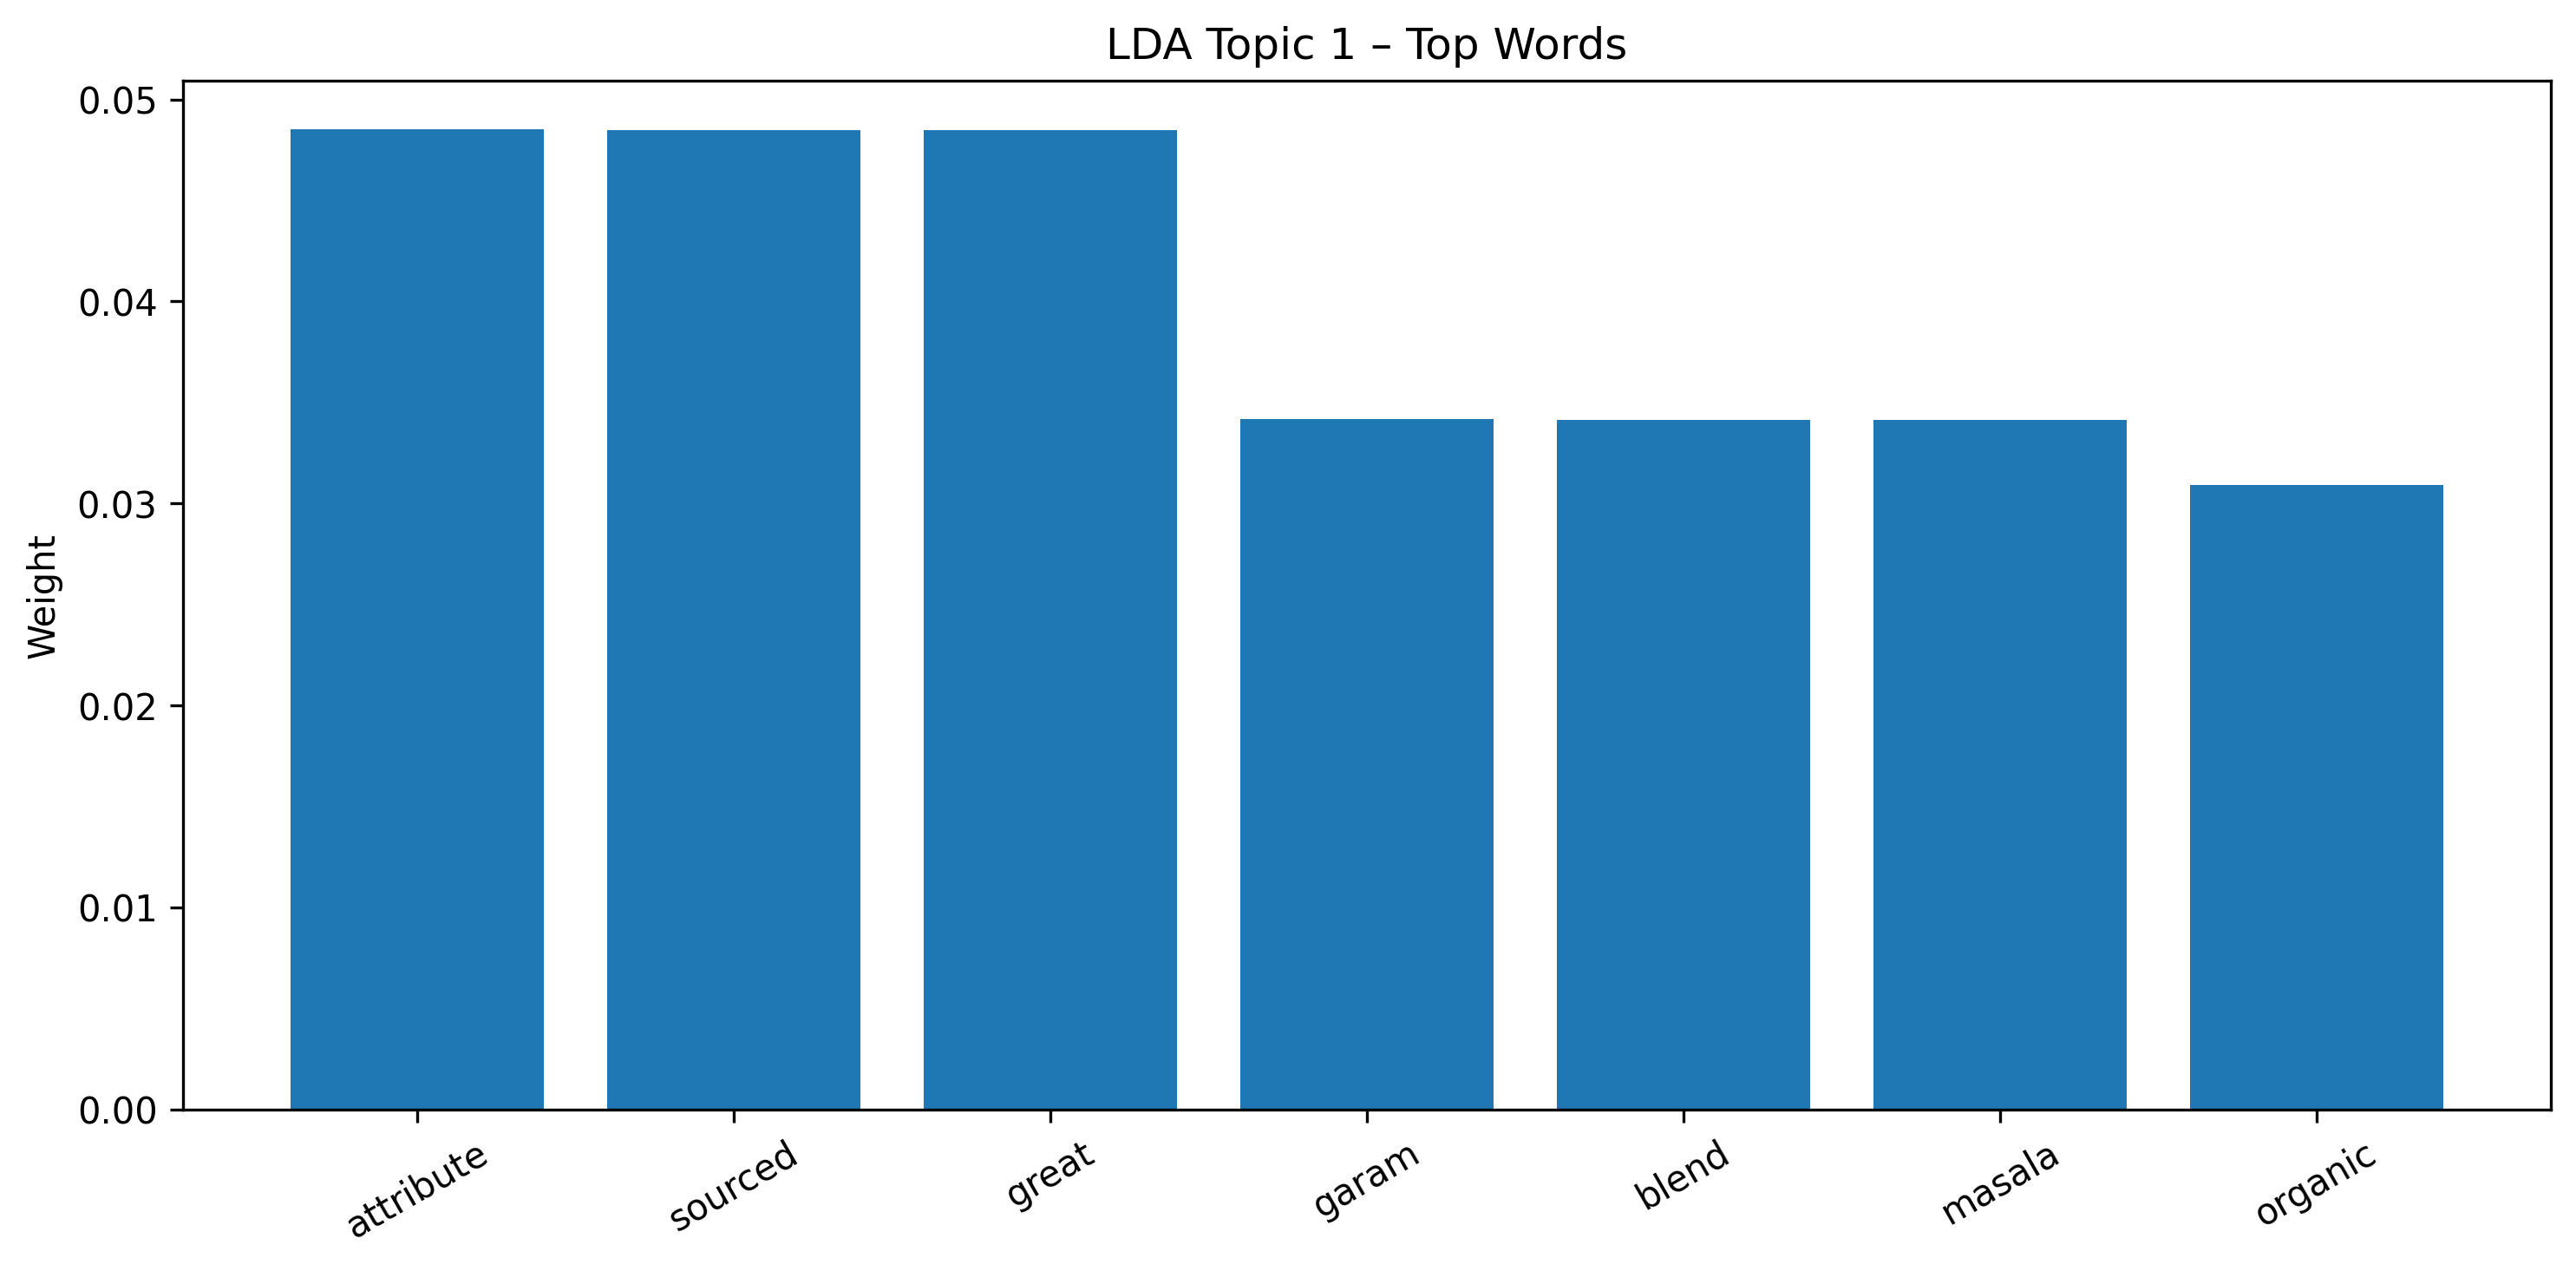 LDA Topic 1 – Top Words
Weight
0.05
0.04
0.03
0.02
0.01
0.00
attribute
sourced
great
garam
blend
masala
organic